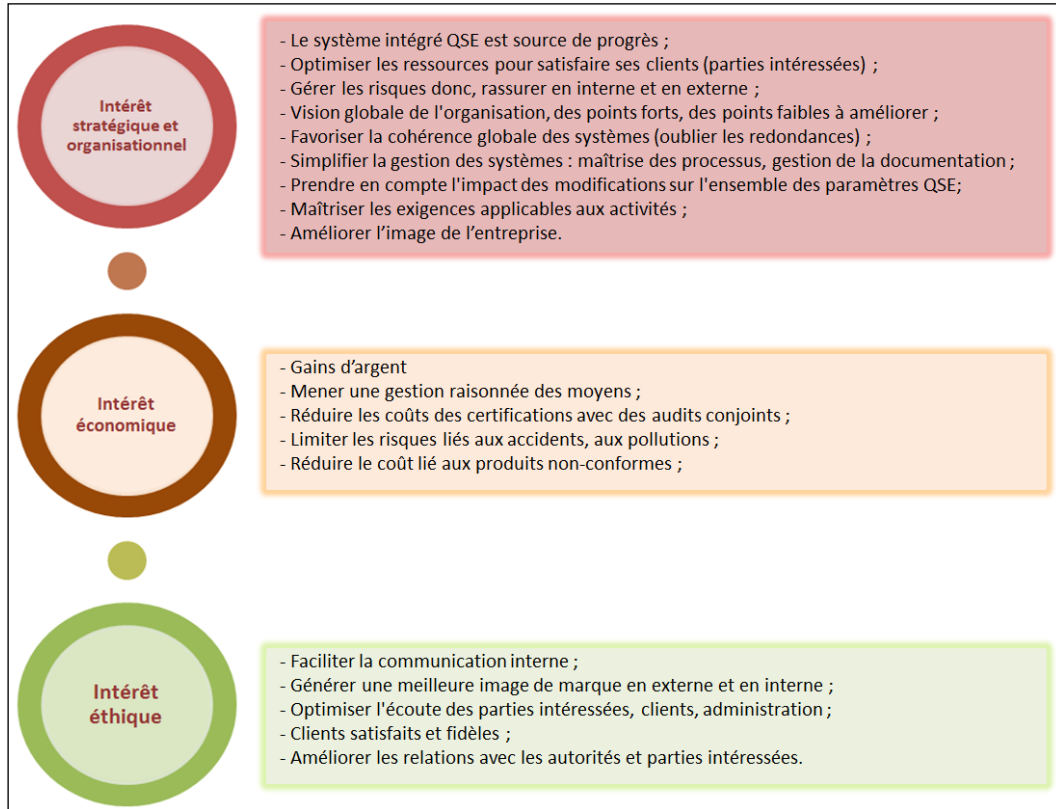 Intérêt
stratégique et
organisationnel
- Le système intégré QSE est source de progrès ;
- Optimiser les ressources pour satisfaire ses clients (parties intéressées) ;
- Gérer les risques donc, rassurer en interne et en externe ;
- Vision globale de l'organisation, des points forts, des points faibles à améliorer ;
- Favoriser la cohérence globale des systèmes (oublier les redondances) ;
- Simplifier la gestion des systèmes : maîtrise des processus, gestion de la documentation ;
- Prendre en compte l'impact des modifications sur l'ensemble des paramètres QSE;
- Maîtriser les exigences applicables aux activités ;
- Améliorer l’image de l’entreprise.
Intérêt
économique
- Gains d’argent
- Mener une gestion raisonnée des moyens ;
- Réduire les coûts des certifications avec des audits conjoints ;
- Limiter les risques liés aux accidents, aux pollutions ;
- Réduire le coût lié aux produits non-conformes ;
Intérêt
éthique
- Faciliter la communication interne ;
- Générer une meilleure image de marque en externe et en interne ;
- Optimiser l'écoute des parties intéressées, clients, administration ;
- Clients satisfaits et fidèles ;
- Améliorer les relations avec les autorités et parties intéressées.